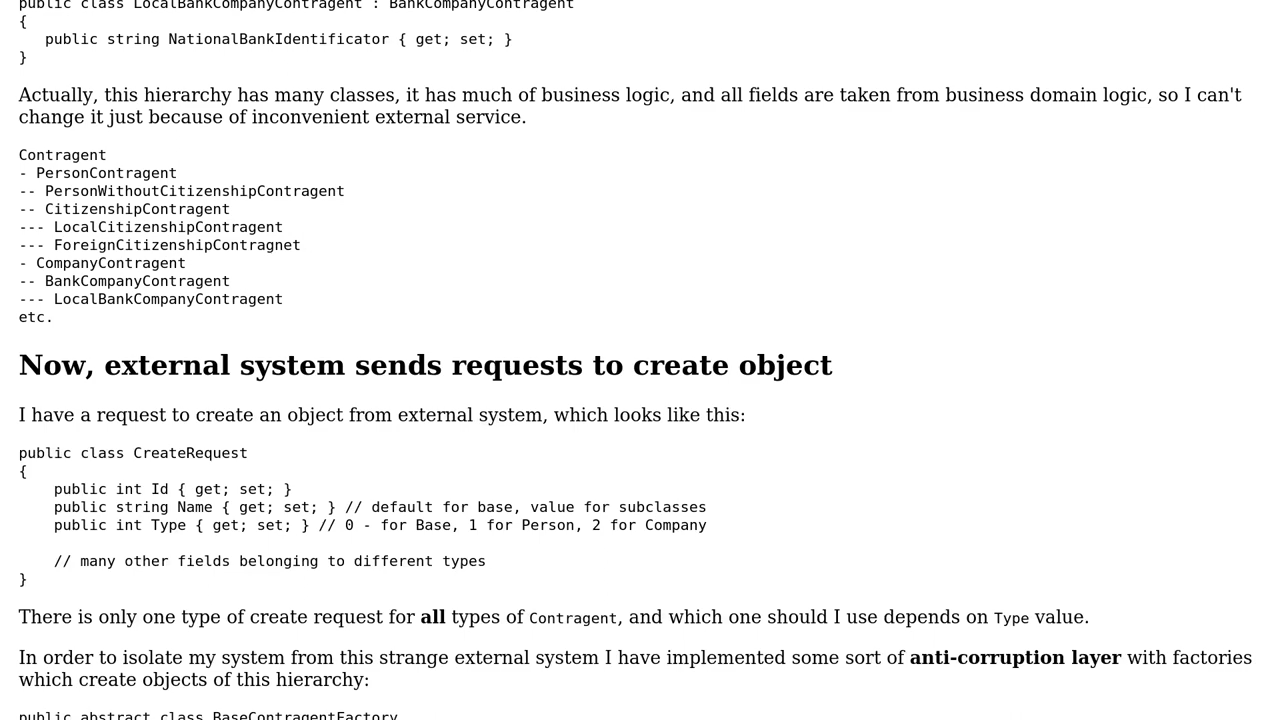 public class LocalBankCompanyContragent : BankCompanyContragent
{
   public string NationalBankIdentificator { get; set; }
}
Actually, this hierarchy has many classes, it has much of business logic, and all fields are taken from business domain logic, so I can't
change it just because of inconvenient external service.
Contragent
- PersonContragent
-- PersonWithoutCitizenshipContragent
-- CitizenshipContragent
--- LocalCitizenshipContragent
--- ForeignCitizenshipContragnet
- CompanyContragent
-- BankCompanyContragent
--- LocalBankCompanyContragent
etc.
Now, external system sends requests to create object
I have a request to create an object from external system, which looks like this:
public class CreateRequest
{
    public int Id { get; set; }
    public string Name { get; set; } // default for base, value for subclasses
    public int Type { get; set; } // 0 - for Base, 1 for Person, 2 for Company
    // many other fields belonging to different types
}
There is only one type of create request for all types of Contragent, and which one should I use depends on Type value.
In order to isolate my system from this strange external system I have implemented some sort of anti-corruption layer with factories
which create objects of this hierarchy:
public abstract class BaseContragentFactory